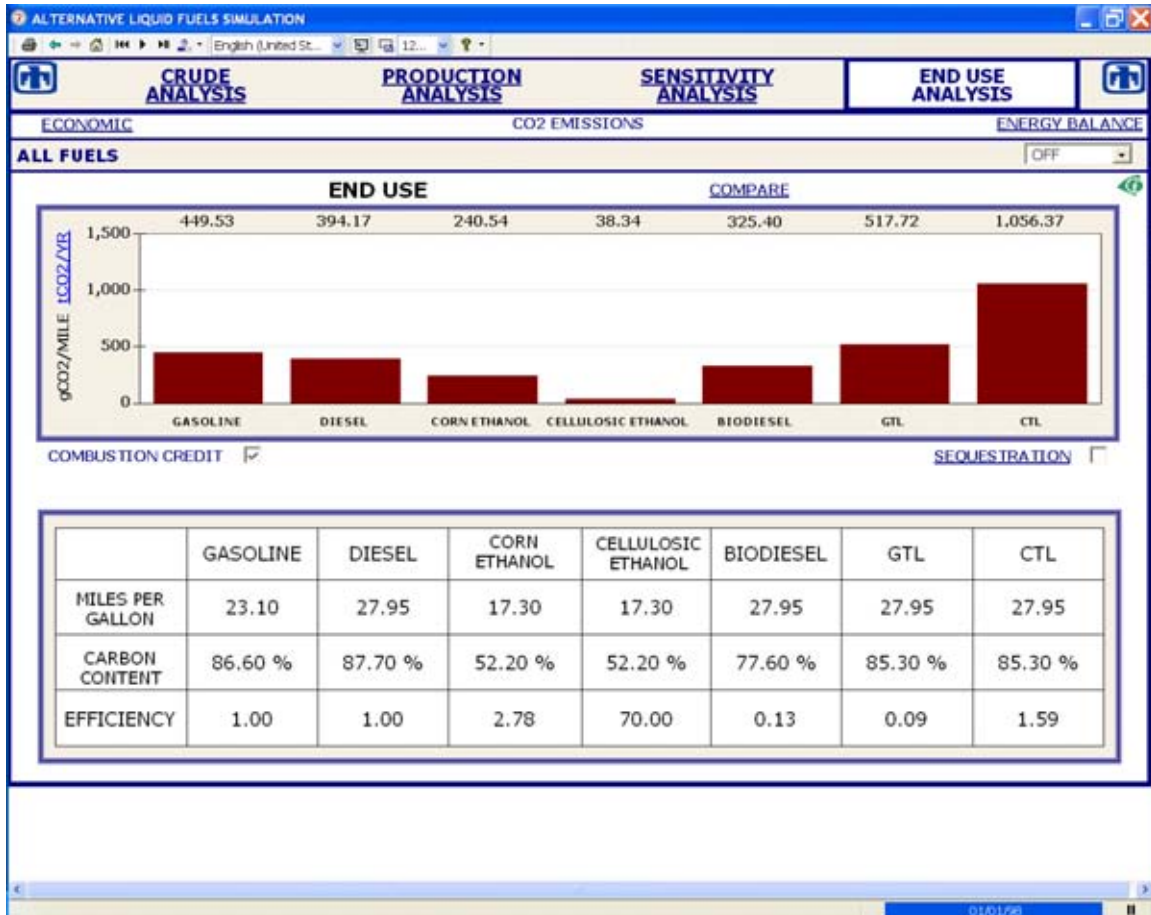 ALTERNATIVE LIQUID FUELS SIMULATION
English (United St... 12...
CRUDE ANALYSIS
PRODUCTION ANALYSIS
SENSITIVITY ANALYSIS
END USE ANALYSIS
ECONOMIC CO2 EMISSIONS ENERGY BALANCE
ALL FUELS OFF
END USE COMPARE
449.53 394.17 240.54 38.34 325.40 517.72 1,056.37
gCO2/MILE tCO2/YR
1,500
1,000
500
0
GASOLINE DIESEL CORN ETHANOL CELLULOSIC ETHANOL BIODIESEL GTL CTL
COMBUSTION CREDIT SEQUESTRATION
GASOLINE DIESEL CORN ETHANOL CELLULOSIC ETHANOL BIODIESEL GTL CTL
MILES PER GALLON 23.10 27.95 17.30 17.30 27.95 27.95 27.95
CARBON CONTENT 86.60 % 87.70 % 52.20 % 52.20 % 77.60 % 85.30 % 85.30 %
EFFICIENCY 1.00 1.00 2.78 70.00 0.13 0.09 1.59
01/01/98